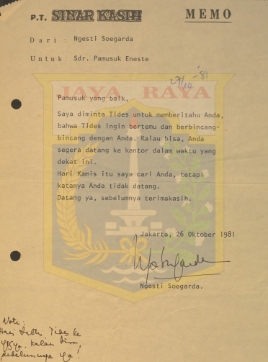 P.T. SINAR KASIH MEMO
Dari : Ngesti Soegarda
Untuk : Sdr. Pamusuk Eneste
JAYA RAYA
Pamusuk yang baik,
Saya diminta Tides untuk memberitahu Anda,
bahwa Tides ingin bertemu dan berbincang-
bincang dengan Anda. Kalau bisa, Anda
segera datang ke kantor dalam waktu yang
dekat ini.
Hari Kamis itu saya cari Anda, tetapi
katanya Anda tidak datang.
Datang ya, sebelumnya terimakasih.
Jakarta, 26 Oktober 1981
Ngesti Soegarda.
Note: